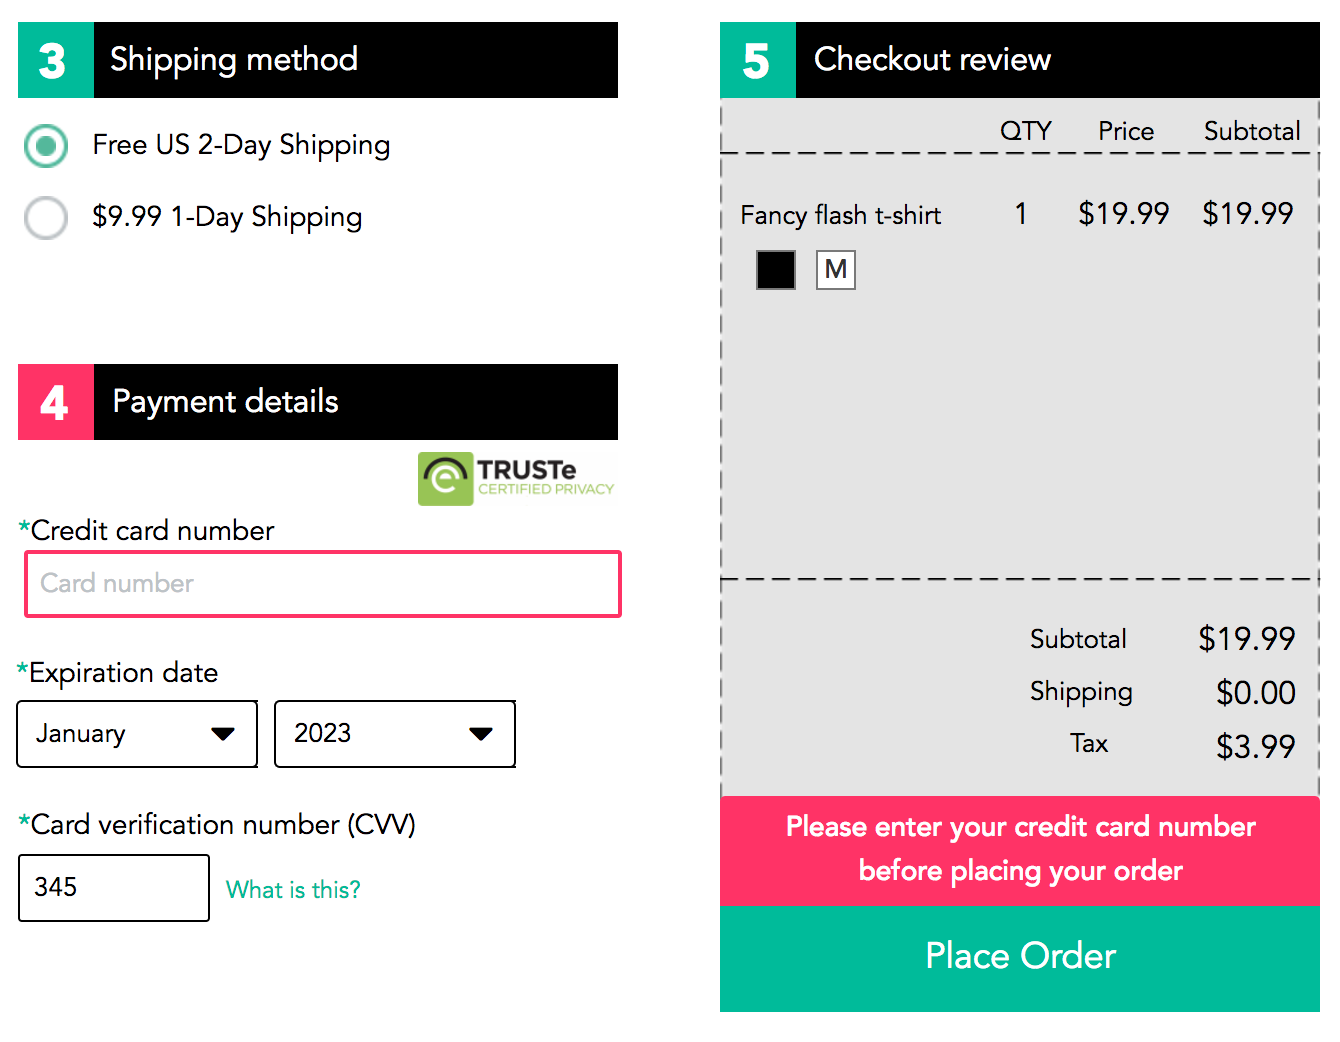 3 Shipping method
Free US 2-Day Shipping
$9.99 1-Day Shipping
4 Payment details
TRUSTe
CERTIFIED PRIVACY
*Credit card number
Card number
*Expiration date
January 2023
*Card verification number (CVV)
345 What is this?
5 Checkout review
QTY Price Subtotal
Fancy flash t-shirt 1 $19.99 $19.99
M
Subtotal $19.99
Shipping $0.00
Tax $3.99
Please enter your credit card number
before placing your order
Place Order